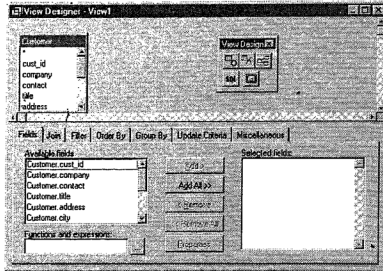 View Designer - View1
Customer
*
cust_id
company
contact
title
address
View Design
SQL
Fields Join Filter Order By Group By Update Criteria Miscellaneous
Available fields
Customer.cust_id
Customer.company
Customer.contact
Customer.title
Customer.address
Customer.city
Functions and expressions:
Add >
Add All >>
< Remove
Properties
Selected fields: